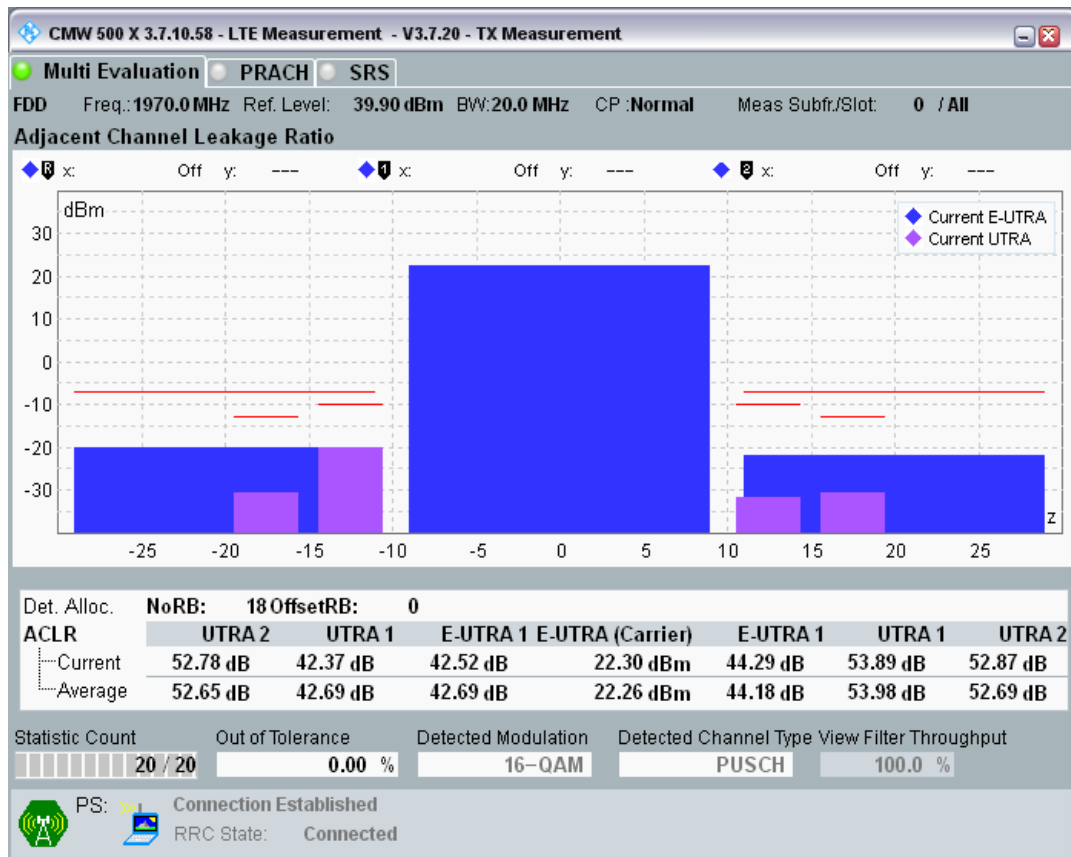 CMW 500 X 3.7.10.58 - LTE Measurement - V3.7.20 - TX Measurement
Multi Evaluation PRACH SRS
FDD Freq.:1970.0 MHz Ref. Level: 39.90 dBm BW:20.0 MHz CP :Normal Meas Subfr./Slot: 0 / All
Adjacent Channel Leakage Ratio
R x: Off y: --- 1 x: Off y: --- 2 x: Off y: ---
dBm
Current E-UTRA
Current UTRA
30
20
10
0
-10
-20
-30
z
-25 -20 -15 -10 -5 0 5 10 15 20 25
Det. Alloc. NoRB: 18 OffsetRB: 0
ACLR UTRA 2 UTRA 1 E-UTRA 1 E-UTRA (Carrier) E-UTRA 1 UTRA 1 UTRA 2
Current 52.78 dB 42.37 dB 42.52 dB 22.30 dBm 44.29 dB 53.89 dB 52.87 dB
Average 52.65 dB 42.69 dB 42.69 dB 22.26 dBm 44.18 dB 53.98 dB 52.69 dB
Statistic Count Out of Tolerance Detected Modulation Detected Channel Type View Filter Throughput
20 / 20 0.00 % 16-QAM PUSCH 100.0 %
PS: Connection Established
RRC State: Connected